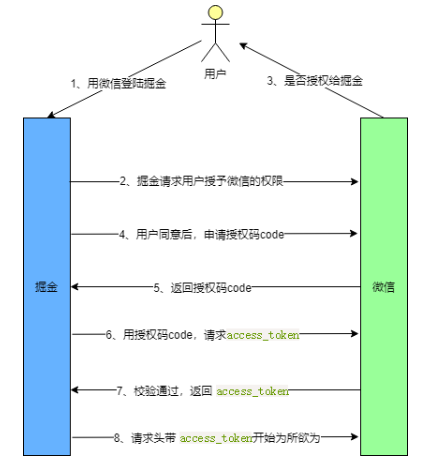 用户
1、用微信登陆掘金
3、是否授权给掘金
2、掘金请求用户授予微信的权限
4、用户同意后，申请授权码code
掘金
5、返回授权码code
微信
6、用授权码code，请求access_token
7、校验通过，返回 access_token
8、请求头带 access_token开始为所欲为